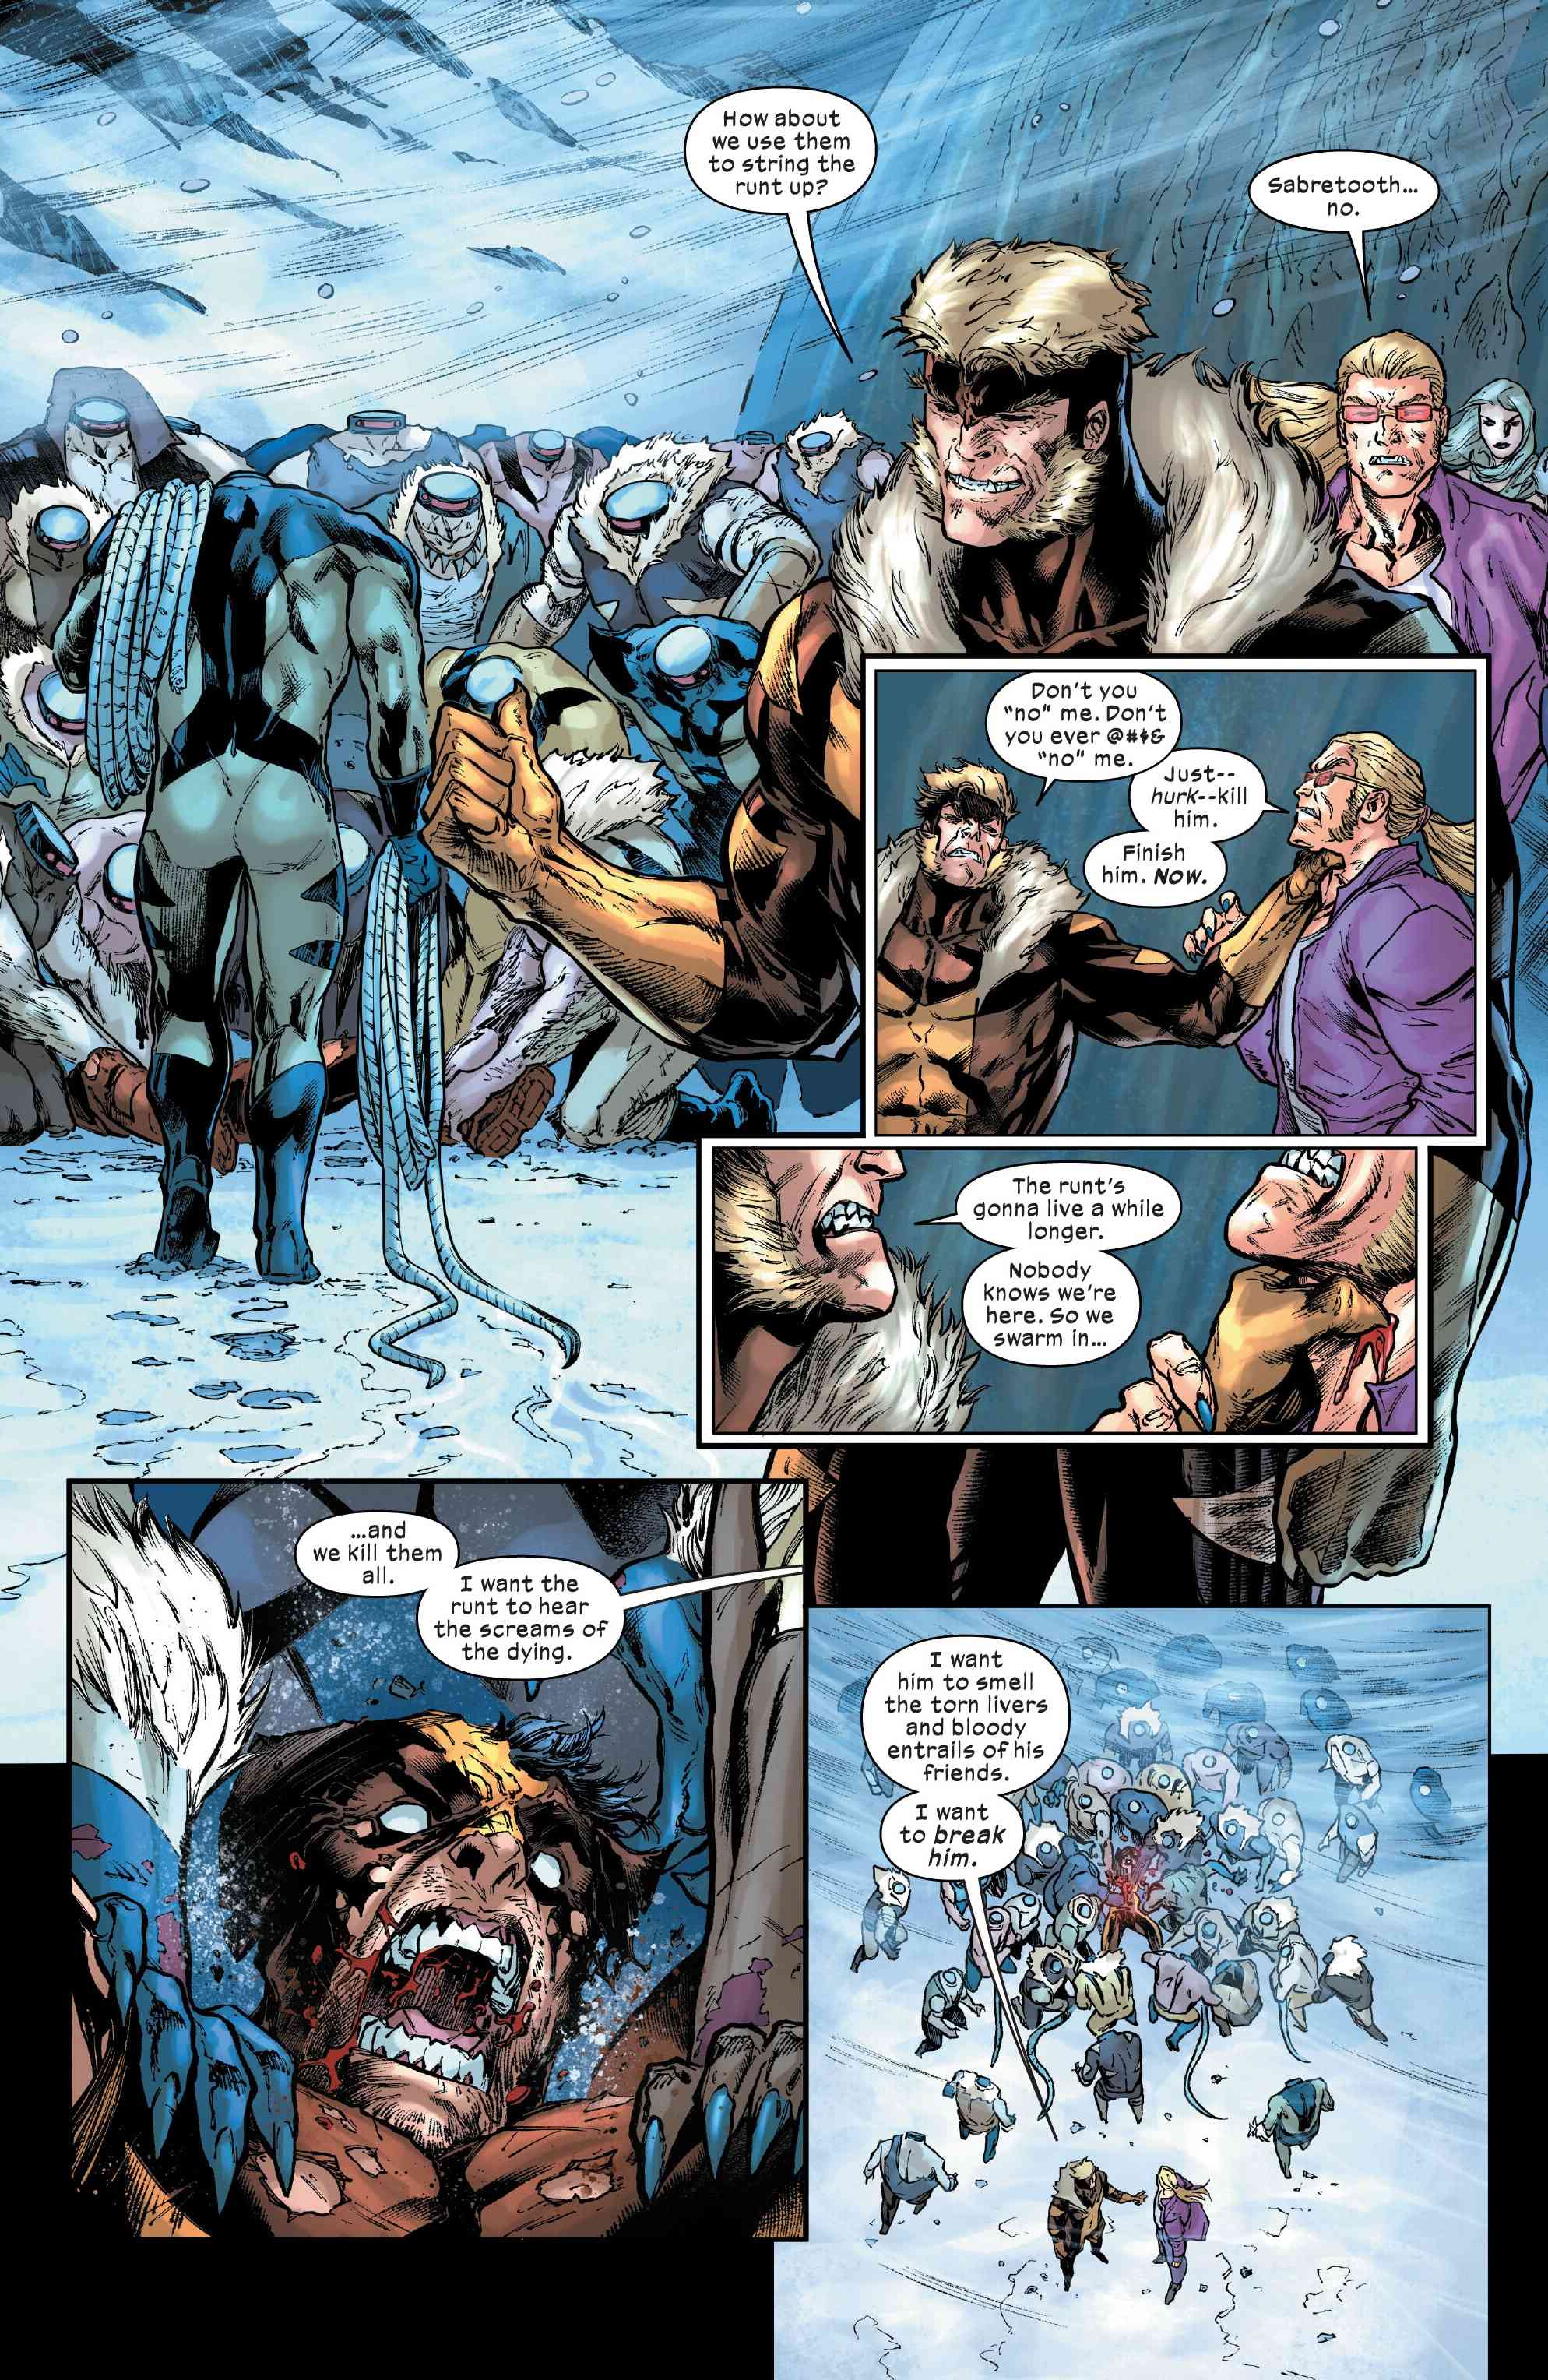 How about
we use them
to string the
runt up?
Sabretooth...
no.
Don't you
"no" me. Don't
you ever @#$&
"no" me.
Just--
hurk--kill
him.
Finish
him. NOW.
The runt's
gonna live a while
longer.
Nobody
knows we're
here. So we
swarm in...
...and
we kill them
all.
I want the
runt to hear
the screams of
the dying.
I want
him to smell
the torn livers
and bloody
entrails of his
friends.
I want
to break
him.